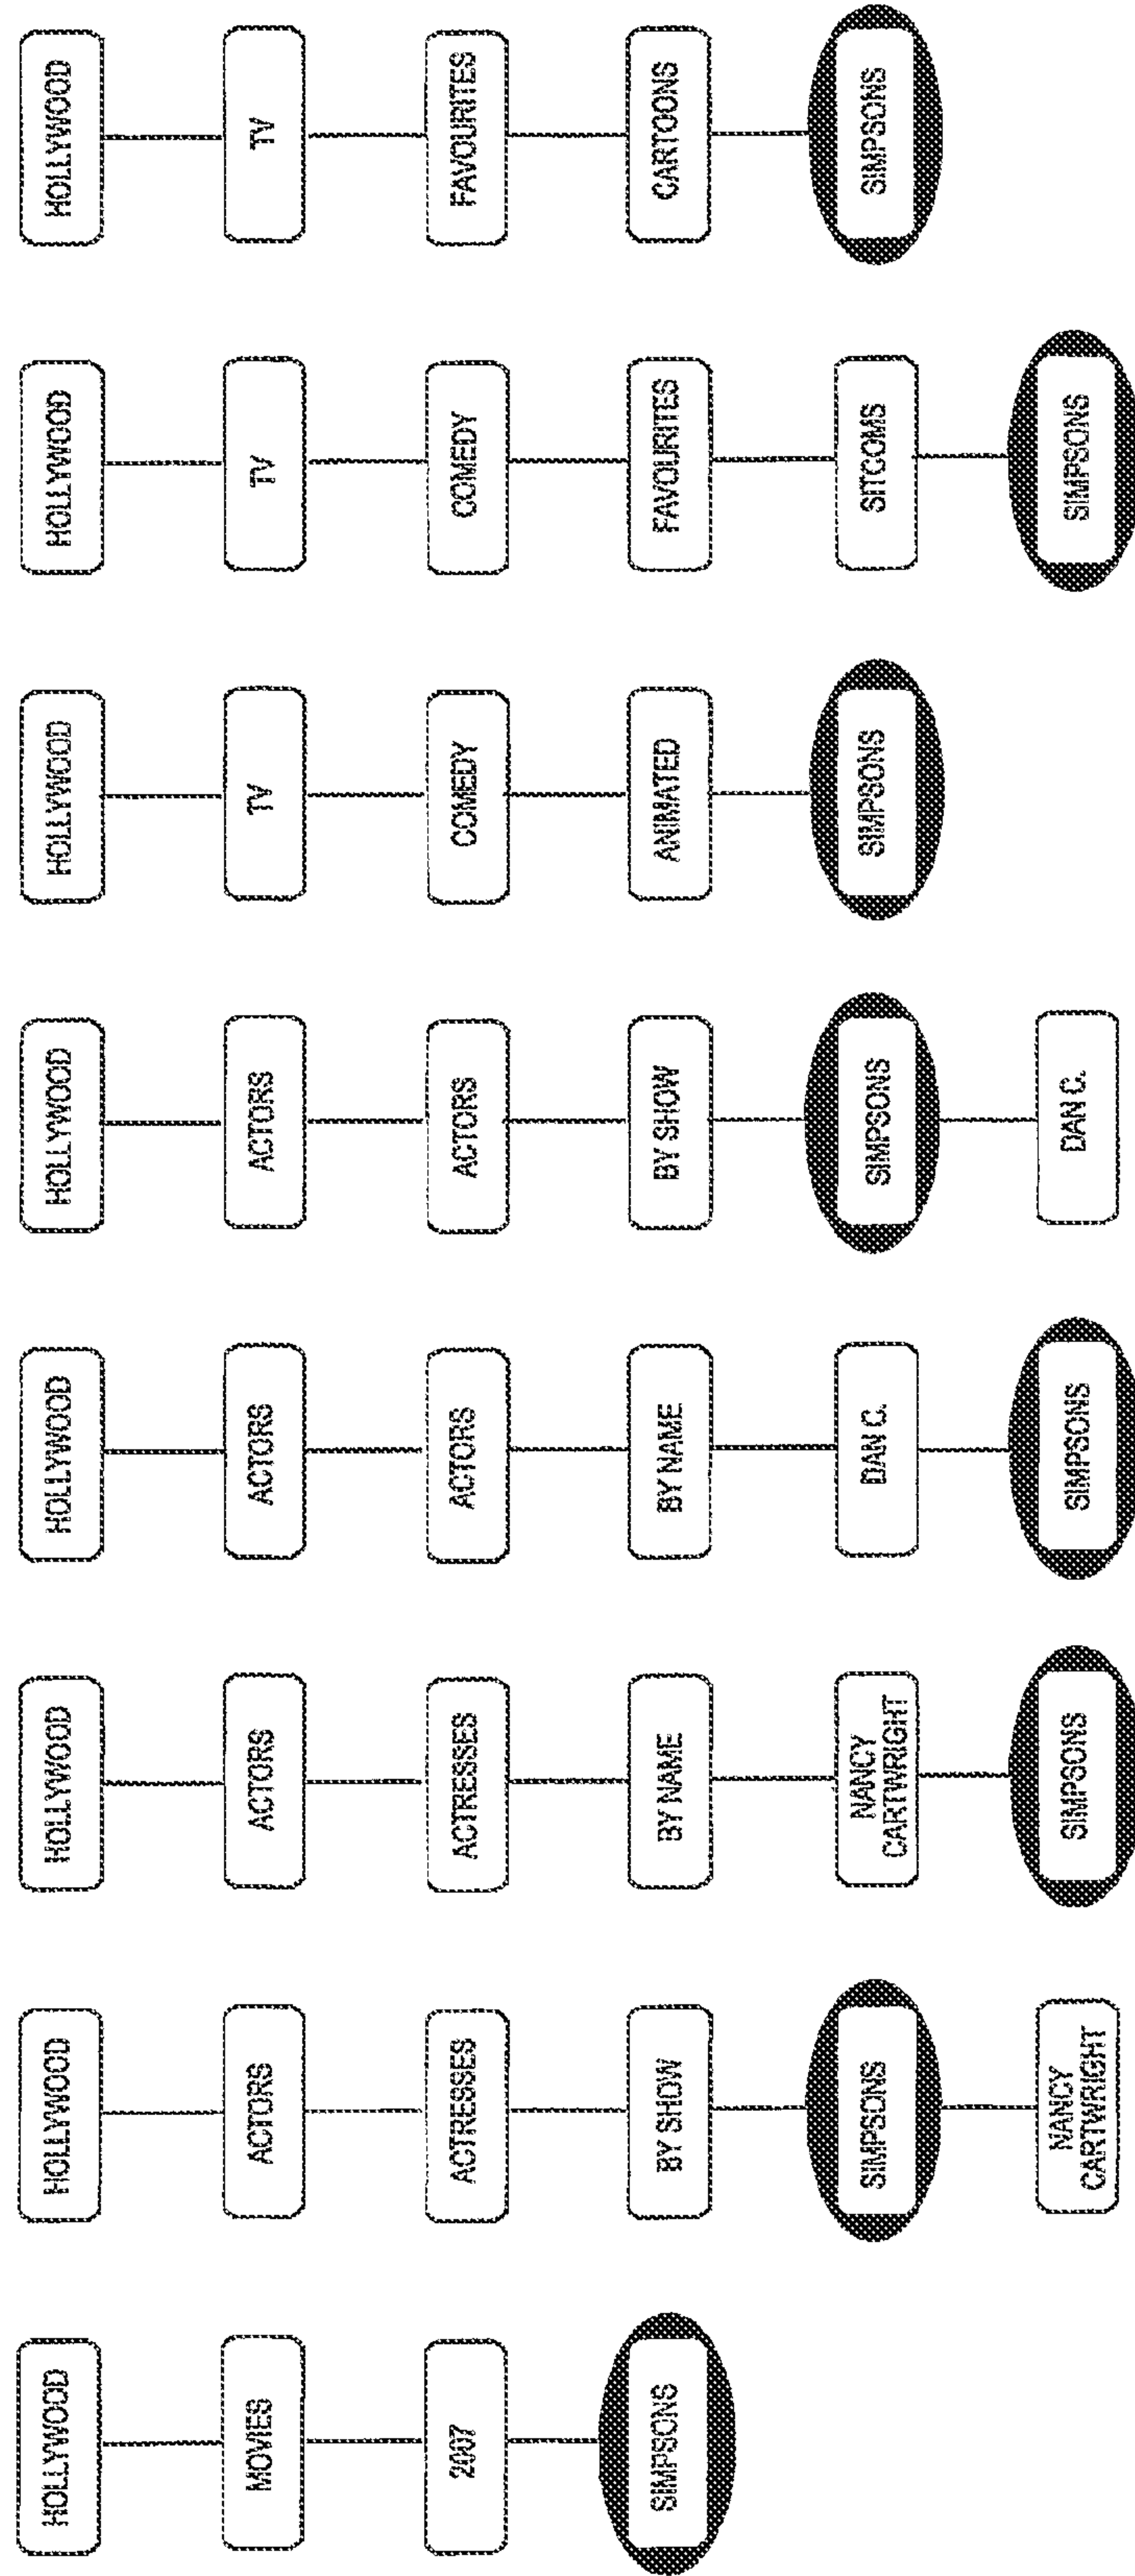 HOLLYWOOD
MOVIES
2007
SIMPSONS
HOLLYWOOD
ACTORS
ACTRESSES
BY SHOW
SIMPSONS
NANCY
CARTWRIGHT
HOLLYWOOD
ACTORS
ACTRESSES
BY NAME
NANCY
CARTWRIGHT
SIMPSONS
HOLLYWOOD
ACTORS
ACTORS
BY NAME
DAN C.
SIMPSONS
HOLLYWOOD
ACTORS
ACTORS
BY SHOW
SIMPSONS
DAN C.
HOLLYWOOD
TV
COMEDY
ANIMATED
SIMPSONS
HOLLYWOOD
TV
COMEDY
FAVOURITES
SITCOMS
SIMPSONS
HOLLYWOOD
TV
FAVOURITES
CARTOONS
SIMPSONS